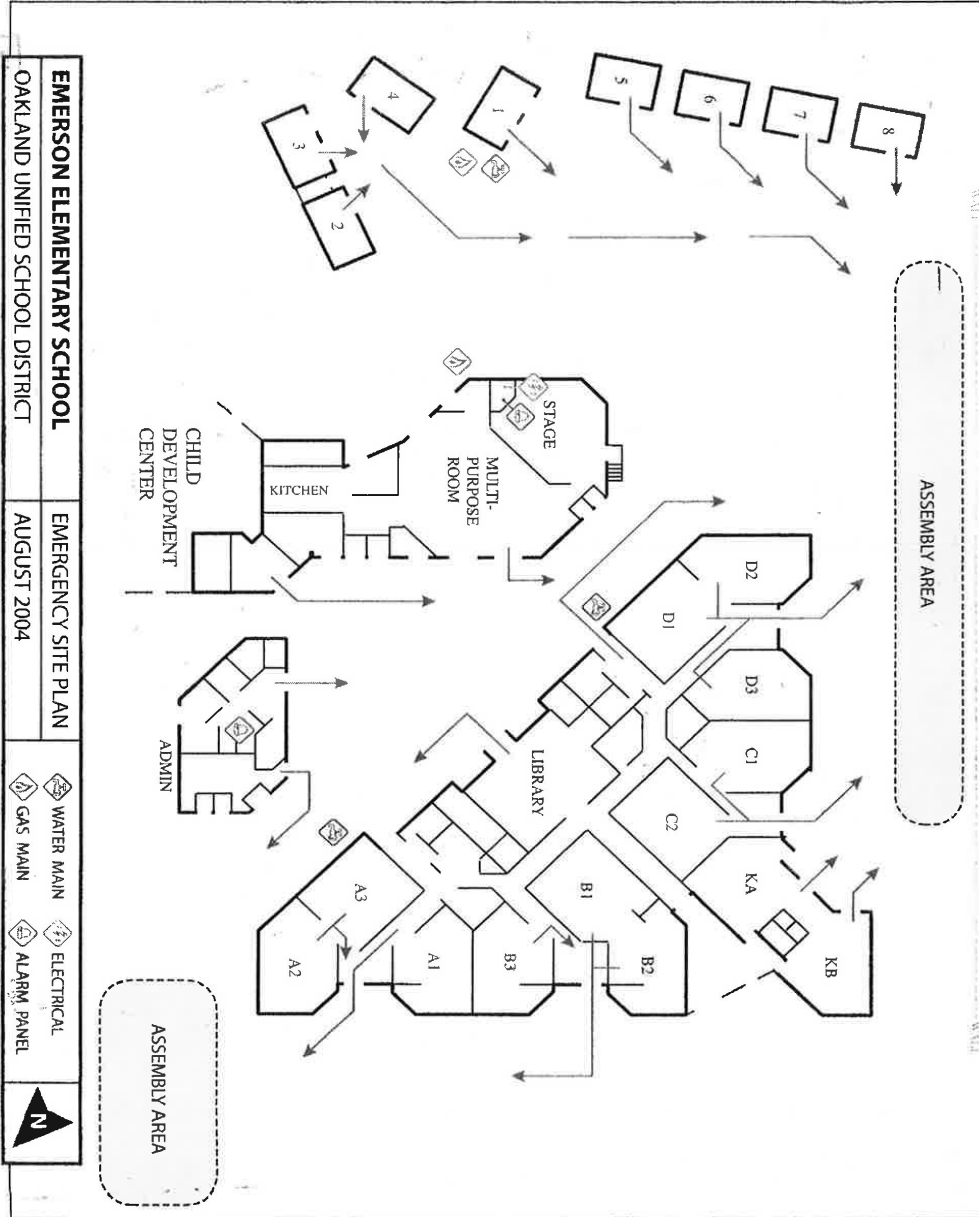 ASSEMBLY AREA
8
7
6
5
1
4
3
2
STAGE
MULTI-
PURPOSE
ROOM
KITCHEN
CHILD
DEVELOPMENT
CENTER
D2
D1
D3
C1
C2
KA
KB
LIBRARY
B1
B2
B3
A1
A3
A2
ADMIN
ASSEMBLY AREA
EMERSON ELEMENTARY SCHOOL
OAKLAND UNIFIED SCHOOL DISTRICT
EMERGENCY SITE PLAN
AUGUST 2004
WATER MAIN
ELECTRICAL
GAS MAIN
ALARM PANEL
N